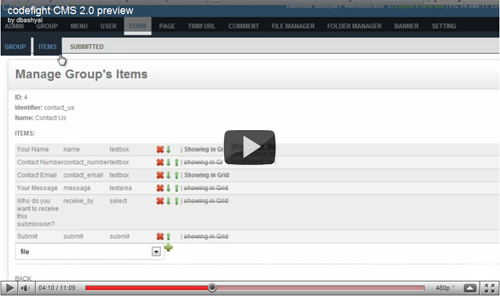 codefight CMS 2.0 preview
by dbashyal
ADMIN GROUP MENU USER FORM PAGE TRIM URL COMMENT FILE MANAGER FOLDER MANAGER BANNER SETTING
GROUP ITEMS SUBMITTED
Manage Group's Items
ID: 4
Identifier: contact_us
Name: Contact Us
ITEMS:
Your Name name textbox | Showing in Grid
Contact Number contact_number textbox | showing in Grid
Contact Email contact_email textbox | Showing in Grid
Your Message message textarea | showing in Grid
Who do you want to receive this submission? receive_by select | showing in Grid
Submit submit submit | showing in Grid
file
BACK
04:10 / 11:09 480p